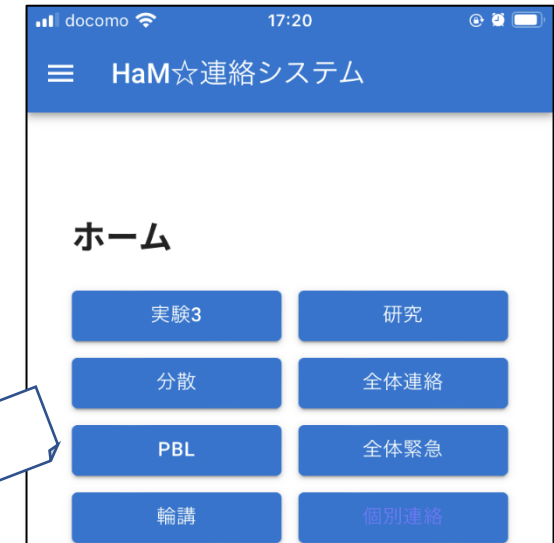 docomo 17:20
HaM☆連絡システム
ホーム
実験3 研究
分散 全体連絡
PBL 全体緊急
輪講 個別連絡